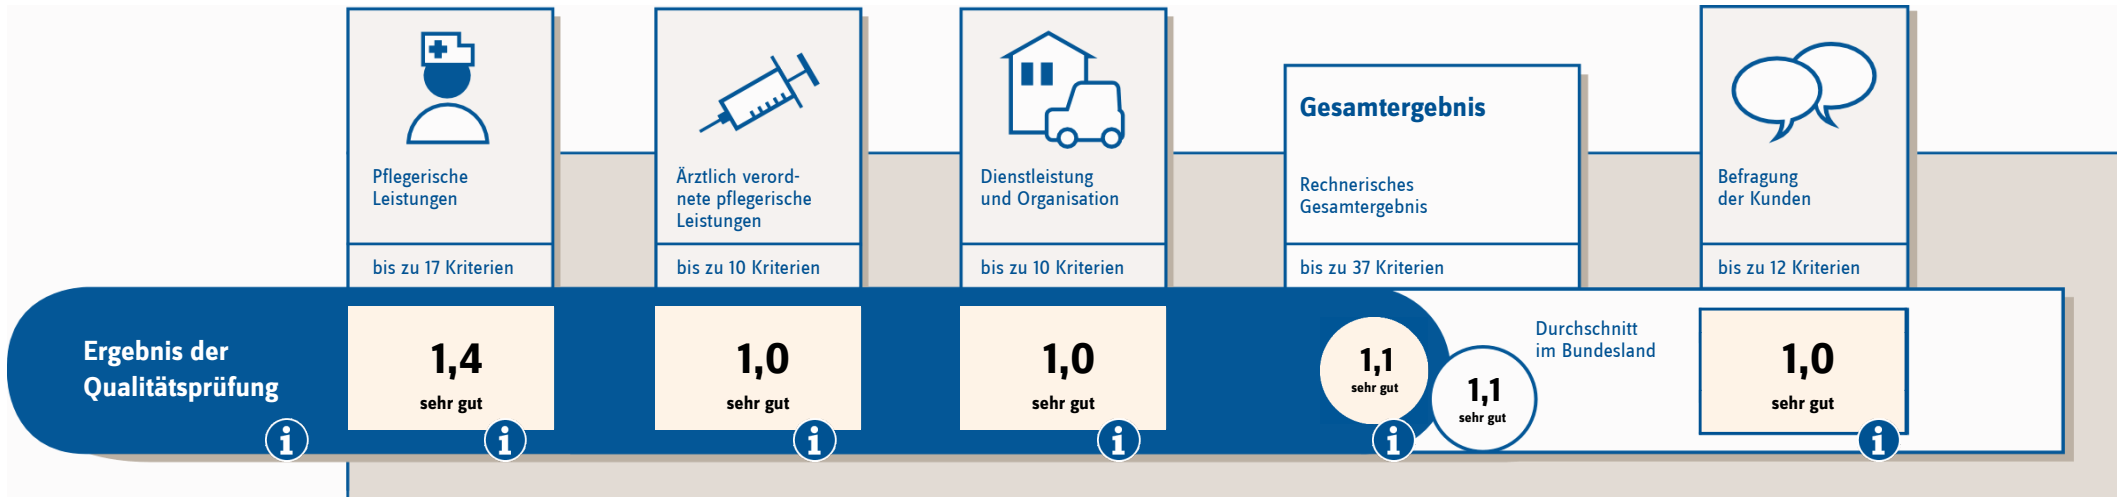 Pflegerische
Leistungen
bis zu 17 Kriterien
Ärztlich verord-
nete pflegerische
Leistungen
bis zu 10 Kriterien
Dienstleistung
und Organisation
bis zu 10 Kriterien
Gesamtergebnis
Rechnerisches
Gesamtergebnis
bis zu 37 Kriterien
Befragung
der Kunden
bis zu 12 Kriterien
Ergebnis der
Qualitätsprüfung
1,4
sehr gut
1,0
sehr gut
1,0
sehr gut
1,1
sehr gut
1,1
sehr gut
Durchschnitt
im Bundesland
1,0
sehr gut